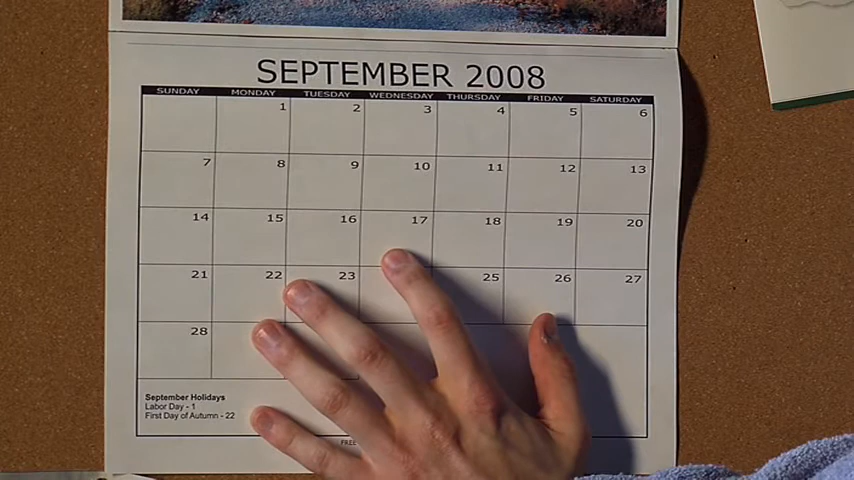 SEPTEMBER 2008
SUNDAY MONDAY TUESDAY WEDNESDAY THURSDAY FRIDAY SATURDAY
1 2 3 4 5 6
7 8 9 10 11 12 13
14 15 16 17 18 19 20
21 22 23 25 26 27
28
September Holidays
Labor Day - 1
First Day of Autumn - 22
FREE